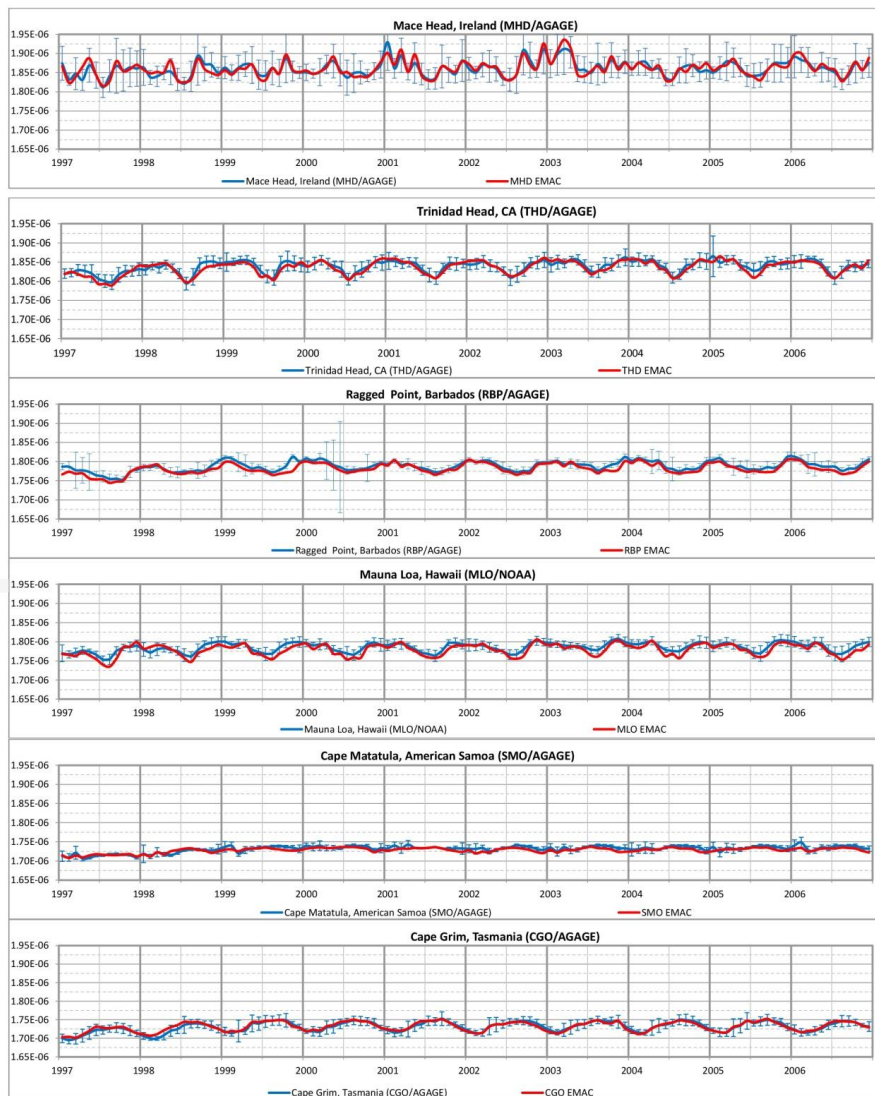 Mace Head, Ireland (MHD/AGAGE)
1.95E-06
1.90E-06
1.85E-06
1.80E-06
1.75E-06
1.70E-06
1.65E-06
1997 1998 1999 2000 2001 2002 2003 2004 2005 2006
Mace Head, Ireland (MHD/AGAGE) MHD EMAC
Trinidad Head, CA (THD/AGAGE)
1.95E-06
1.90E-06
1.85E-06
1.80E-06
1.75E-06
1.70E-06
1.65E-06
1997 1998 1999 2000 2001 2002 2003 2004 2005 2006
Trinidad Head, CA (THD/AGAGE) THD EMAC
Ragged Point, Barbados (RBP/AGAGE)
1.95E-06
1.90E-06
1.85E-06
1.80E-06
1.75E-06
1.70E-06
1.65E-06
1997 1998 1999 2000 2001 2002 2003 2004 2005 2006
Ragged Point, Barbados (RBP/AGAGE) RBP EMAC
Mauna Loa, Hawaii (MLO/NOAA)
1.95E-06
1.90E-06
1.85E-06
1.80E-06
1.75E-06
1.70E-06
1.65E-06
1997 1998 1999 2000 2001 2002 2003 2004 2005 2006
Mauna Loa, Hawaii (MLO/NOAA) MLO EMAC
Cape Matatula, American Samoa (SMO/AGAGE)
1.95E-06
1.90E-06
1.85E-06
1.80E-06
1.75E-06
1.70E-06
1.65E-06
1997 1998 1999 2000 2001 2002 2003 2004 2005 2006
Cape Matatula, American Samoa (SMO/AGAGE) SMO EMAC
Cape Grim, Tasmania (CGO/AGAGE)
1.95E-06
1.90E-06
1.85E-06
1.80E-06
1.75E-06
1.70E-06
1.65E-06
1997 1998 1999 2000 2001 2002 2003 2004 2005 2006
Cape Grim, Tasmania (CGO/AGAGE) CGO EMAC